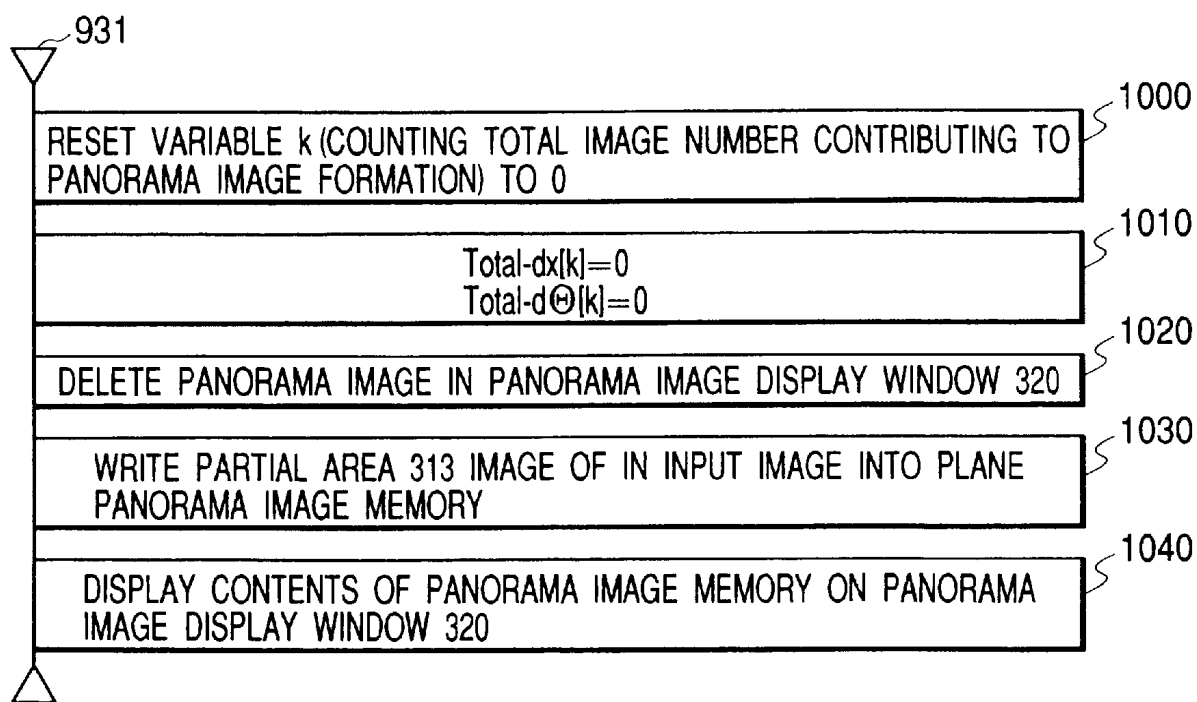 931
1000
RESET VARIABLE k (COUNTING TOTAL IMAGE NUMBER CONTRIBUTING TO
PANORAMA IMAGE FORMATION) TO 0
1010
Total-dx[k]=0
Total-dΘ[k]=0
1020
DELETE PANORAMA IMAGE IN PANORAMA IMAGE DISPLAY WINDOW 320
1030
WRITE PARTIAL AREA 313 IMAGE OF IN INPUT IMAGE INTO PLANE
PANORAMA IMAGE MEMORY
1040
DISPLAY CONTENTS OF PANORAMA IMAGE MEMORY ON PANORAMA
IMAGE DISPLAY WINDOW 320